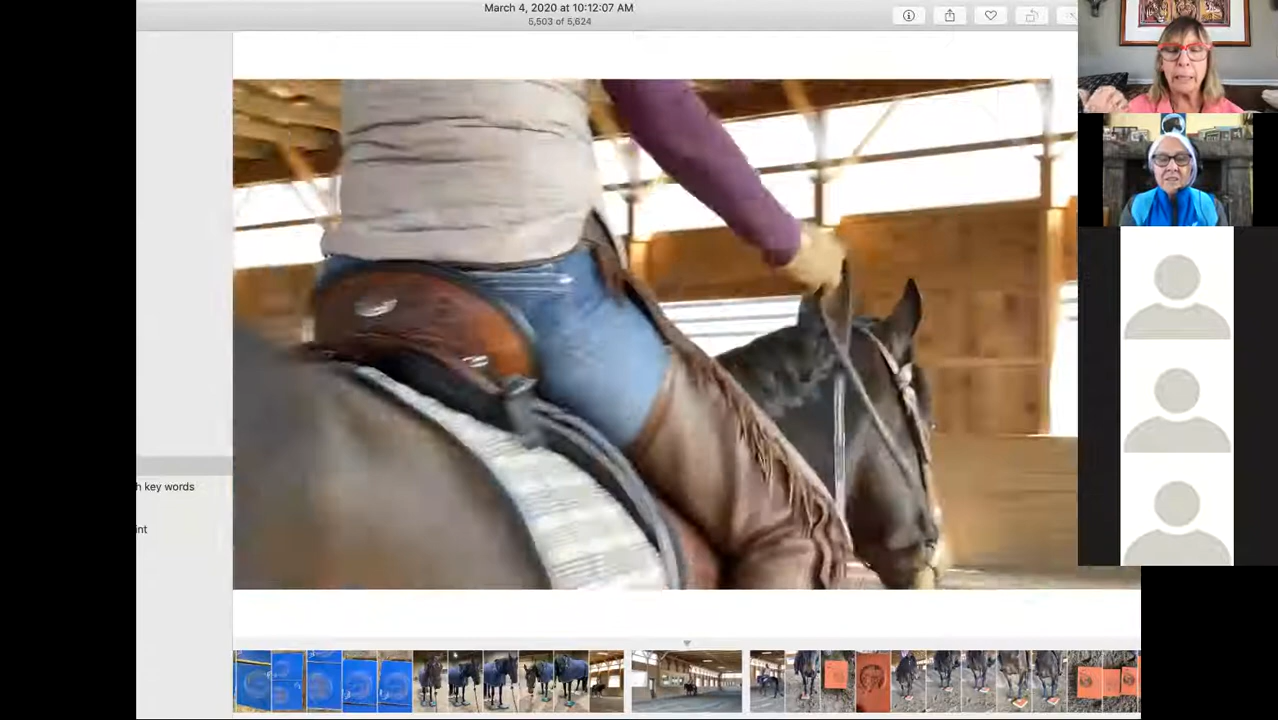 March 4, 2020 at 10:12:07 AM
5,503 of 5,624
h key words
int